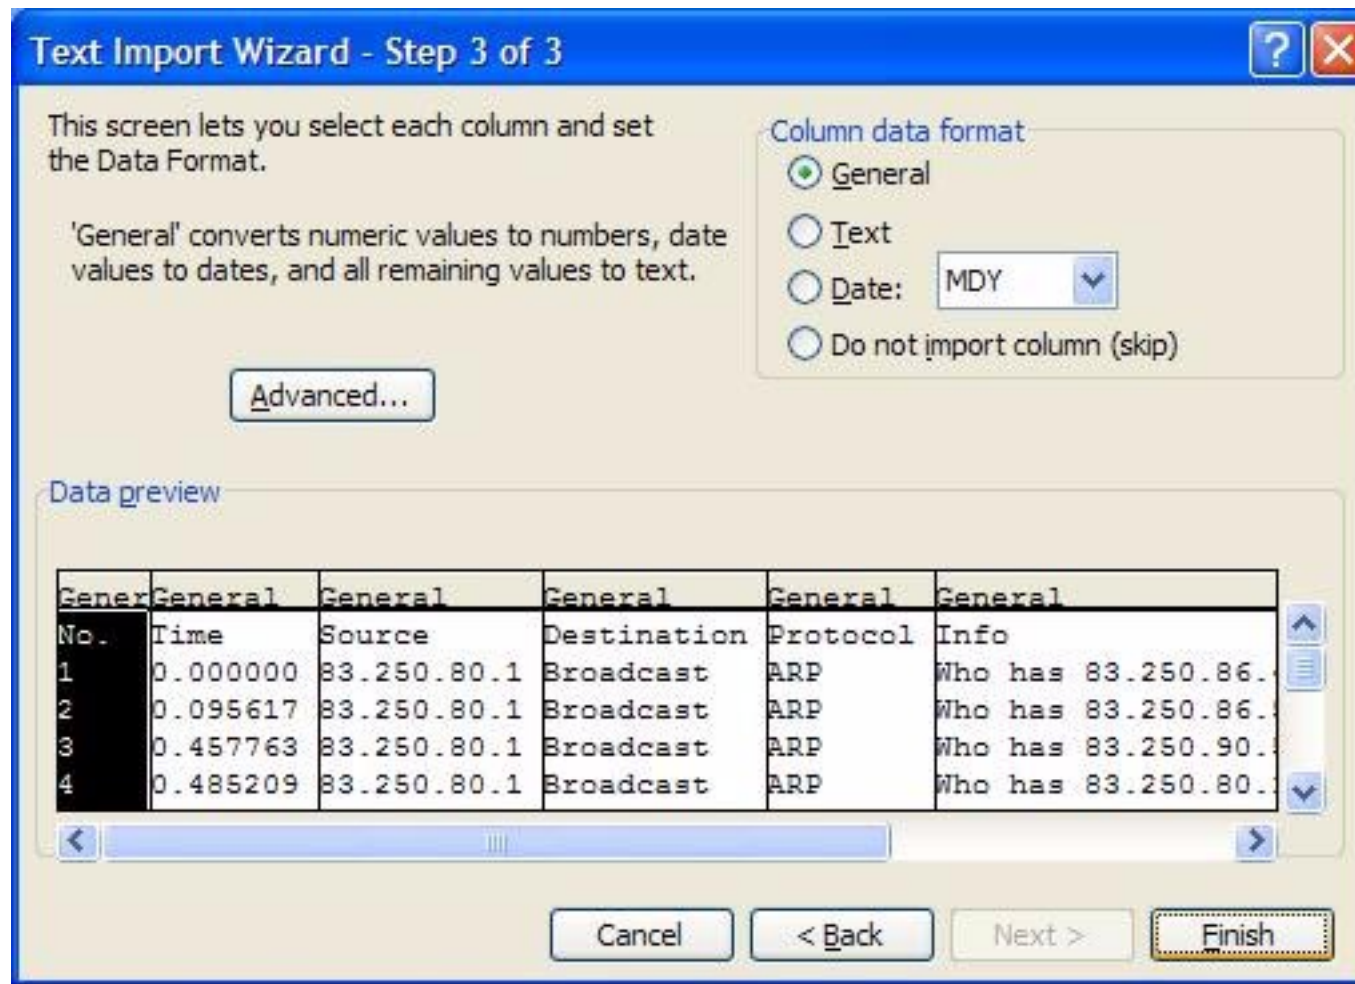 Text Import Wizard - Step 3 of 3
This screen lets you select each column and set
the Data Format.
'General' converts numeric values to numbers, date
values to dates, and all remaining values to text.
Advanced...
Column data format
General
Text
Date: MDY
Do not import column (skip)
Data preview
Gener General General General General General
No. Time Source Destination Protocol Info
1 0.000000 83.250.80.1 Broadcast ARP Who has 83.250.86.
2 0.095617 83.250.80.1 Broadcast ARP Who has 83.250.86.
3 0.457763 83.250.80.1 Broadcast ARP Who has 83.250.90.
4 0.485209 83.250.80.1 Broadcast ARP Who has 83.250.80.
Cancel < Back Next > Finish